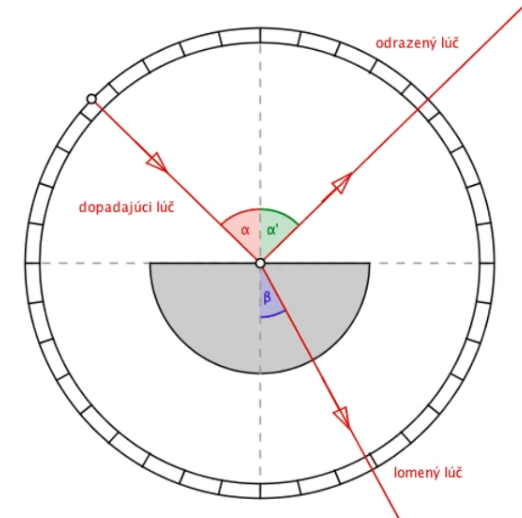 odrazený lúč
dopadajúci lúč
α α'
β
lomený lúč